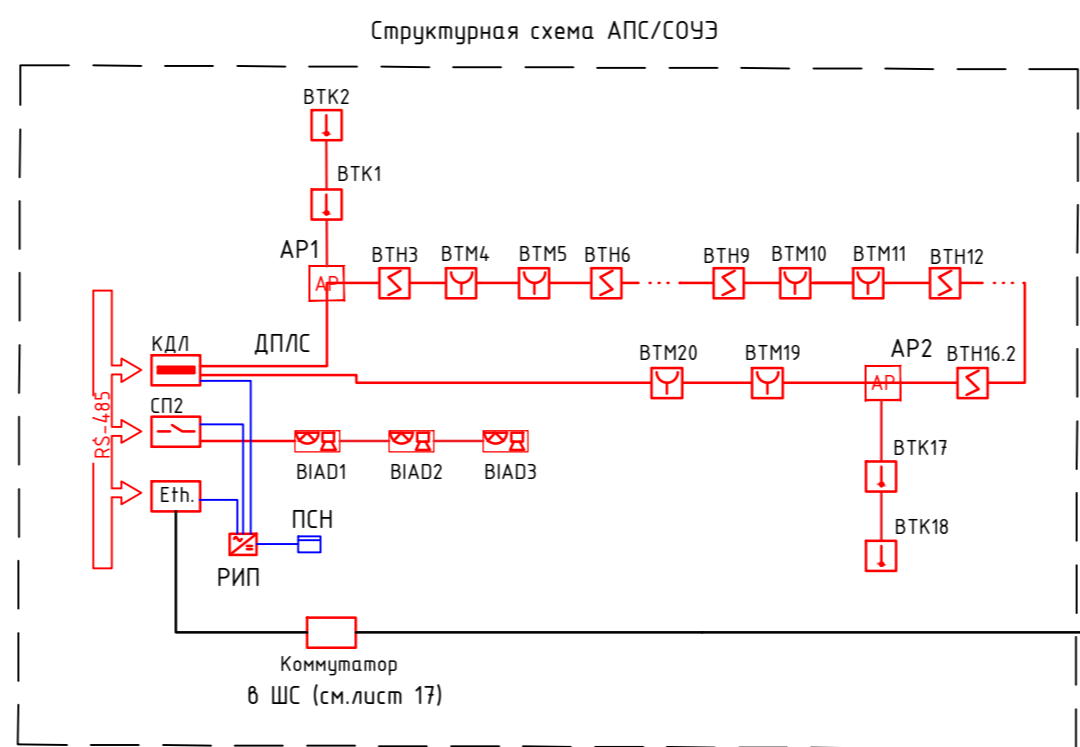 Структурная схема АПС/СОУЭ
ВТК2
ВТК1
АР1
АР
ВТН3
ВТМ4
ВТМ5
ВТН6
ВТН9
ВТМ10
ВТМ11
ВТН12
ДПЛС
КДЛ
ВТМ20
ВТМ19
АР2
АР
ВТН16.2
RS-485
СП2
BIAD1
BIAD2
BIAD3
ВТК17
Eth.
ПСН
ВТК18
РИП
Коммутатор
в ШС (см.лист 17)